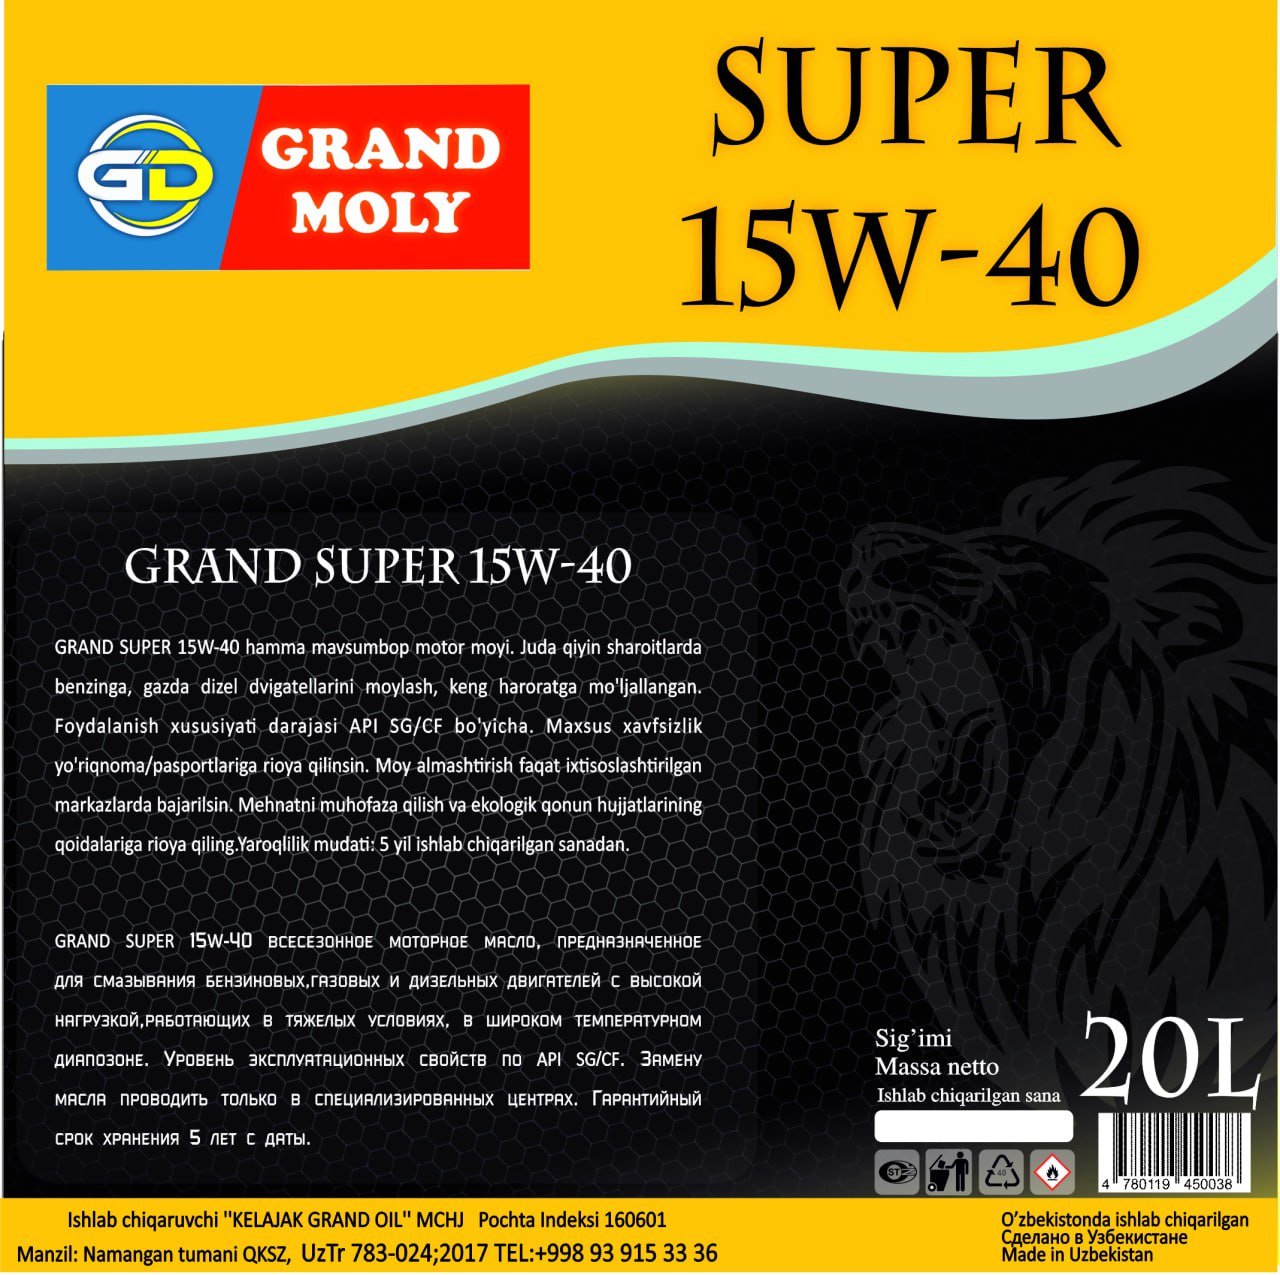 GD
GRAND
MOLY
SUPER
15W-40
GRAND SUPER 15W-40
GRAND SUPER 15W-40 hamma mavsumbop motor moyi. Juda qiyin sharoitlarda
benzinga, gazda dizel dvigatellarini moylash, keng haroratga mo'ljallangan.
Foydalanish xususiyati darajasi API SG/CF bo'yicha. Maxsus xavfsizlik
yo'riqnoma/pasportlariga rioya qilinsin. Moy almashtirish faqat ixtisoslashtirilgan
markazlarda bajarilsin. Mehnatni muhofaza qilish va ekologik qonun hujjatlarining
qoidalariga rioya qiling.Yaroqlilik mudati: 5 yil ishlab chiqarilgan sanadan.
GRAND SUPER 15W-40 всесезонное моторное масло, предназначенное
для смазывания бензиновых,газовых и дизельных двигателей с высокой
нагрузкой,работающих в тяжелых условиях, в широком температурном
диапозоне. Уровень эксплуатационных свойств по API SG/CF. Замену
масла проводить только в специализированных центрах. Гарантийный
срок хранения 5 лет с даты.
Sig'imi
Massa netto
20L
Ishlab chiqarilgan sana
ST
40
4 780119 450038
Ishlab chiqaruvchi "KELAJAK GRAND OIL" MCHJ Pochta Indeksi 160601
Manzil: Namangan tumani QKSZ, UzTr 783-024;2017 TEL:+998 93 915 33 36
O'zbekistonda ishlab chiqarilgan
Сделано в Узбекистане
Made in Uzbekistan